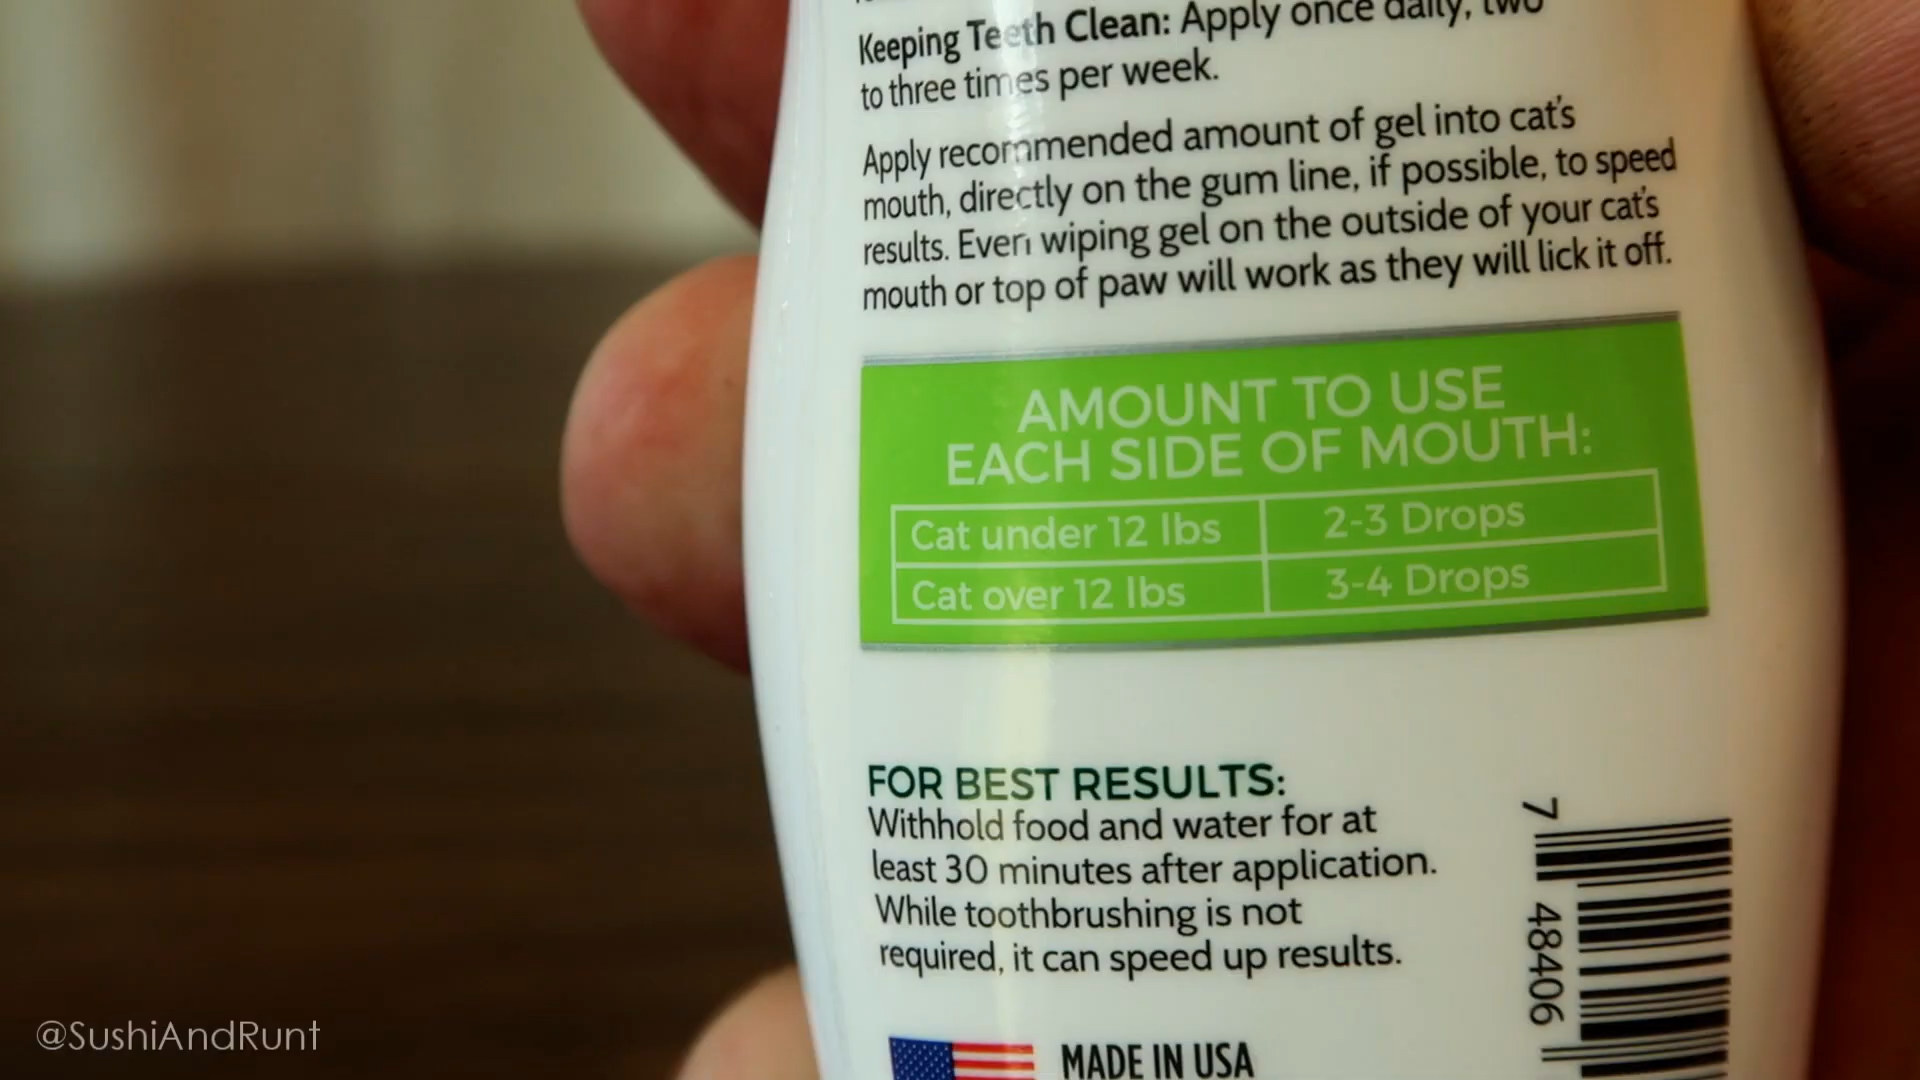 Keeping Teeth Clean: Apply once daily, two
to three times per week.
Apply recommended amount of gel into cat's
mouth, directly on the gum line, if possible, to speed
results. Even wiping gel on the outside of your cat's
mouth or top of paw will work as they will lick it off.
AMOUNT TO USE
EACH SIDE OF MOUTH:
Cat under 12 lbs 2-3 Drops
Cat over 12 lbs 3-4 Drops
FOR BEST RESULTS:
Withhold food and water for at
least 30 minutes after application.
While toothbrushing is not
required, it can speed up results.
7 48406
MADE IN USA
@SushiAndRunt